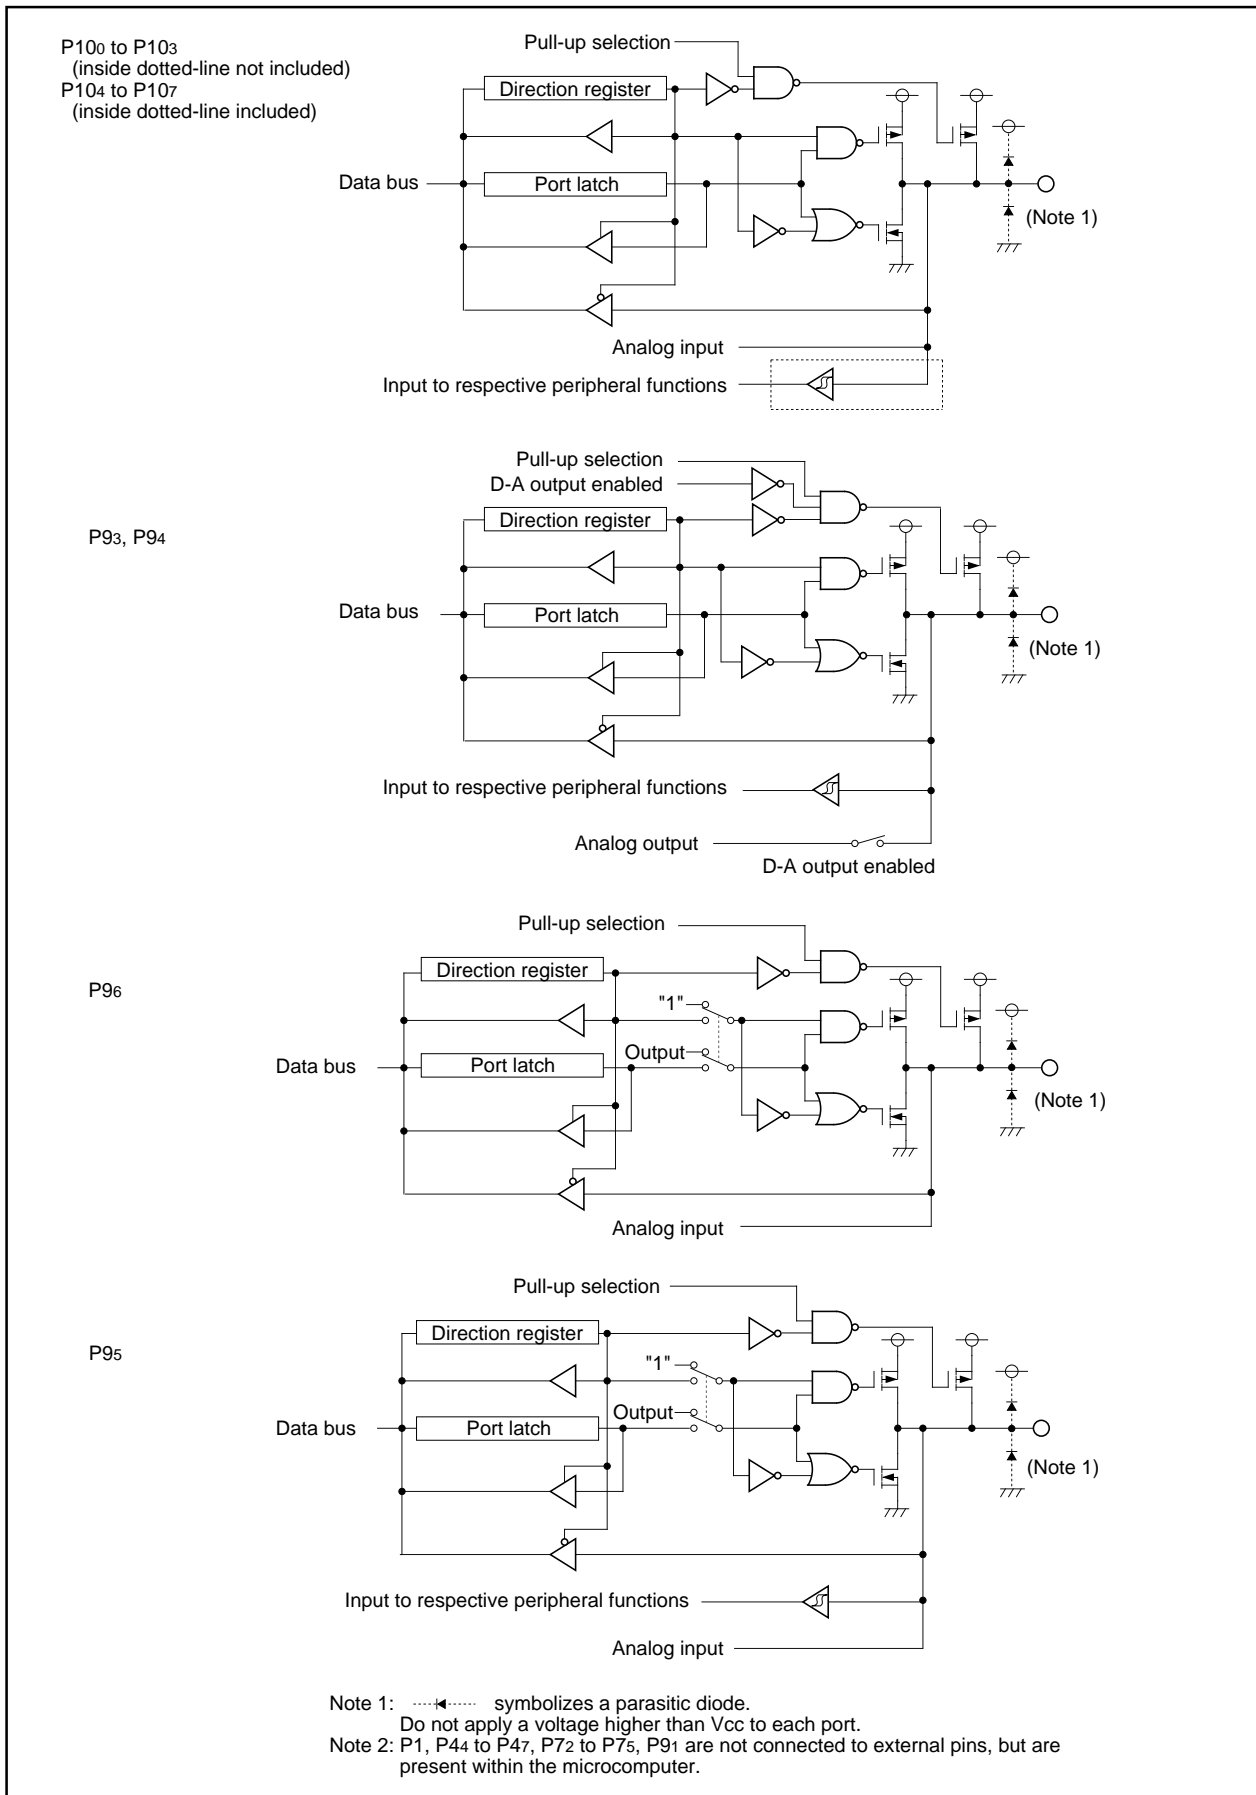 P100 to P103
(inside dotted-line not included)
P104 to P107
(inside dotted-line included)
Pull-up selection
Direction register
Data bus
Port latch
(Note 1)
Analog input
Input to respective peripheral functions
P93, P94
Pull-up selection
D-A output enabled
Direction register
Data bus
Port latch
(Note 1)
Input to respective peripheral functions
Analog output
D-A output enabled
P96
Pull-up selection
Direction register
"1"
Output
Data bus
Port latch
(Note 1)
Analog input
P95
Pull-up selection
Direction register
"1"
Output
Data bus
Port latch
(Note 1)
Input to respective peripheral functions
Analog input
Note 1: symbolizes a parasitic diode.
Do not apply a voltage higher than Vcc to each port.
Note 2: P1, P44 to P47, P72 to P75, P91 are not connected to external pins, but are
present within the microcomputer.